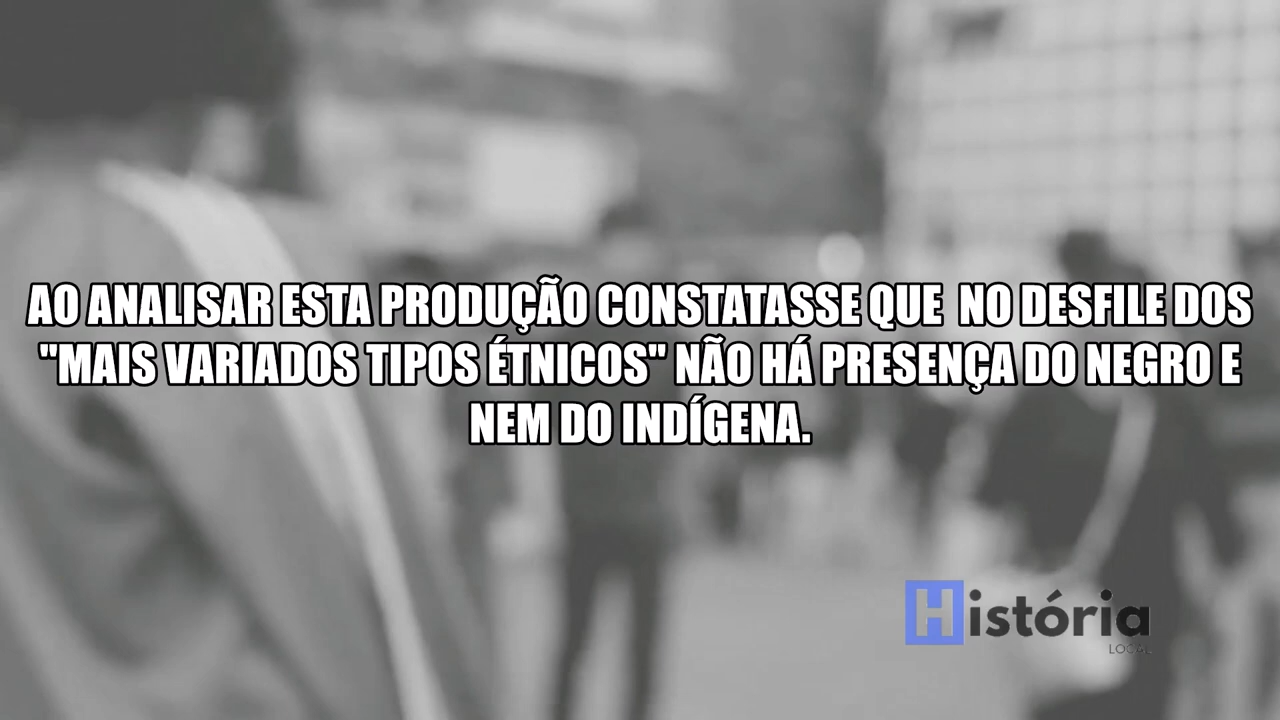 AO ANALISAR ESTA PRODUÇÃO CONSTATASSE QUE NO DESFILE DOS
"MAIS VARIADOS TIPOS ÉTNICOS" NÃO HÁ PRESENÇA DO NEGRO E
NEM DO INDÍGENA.
História
LOCAL